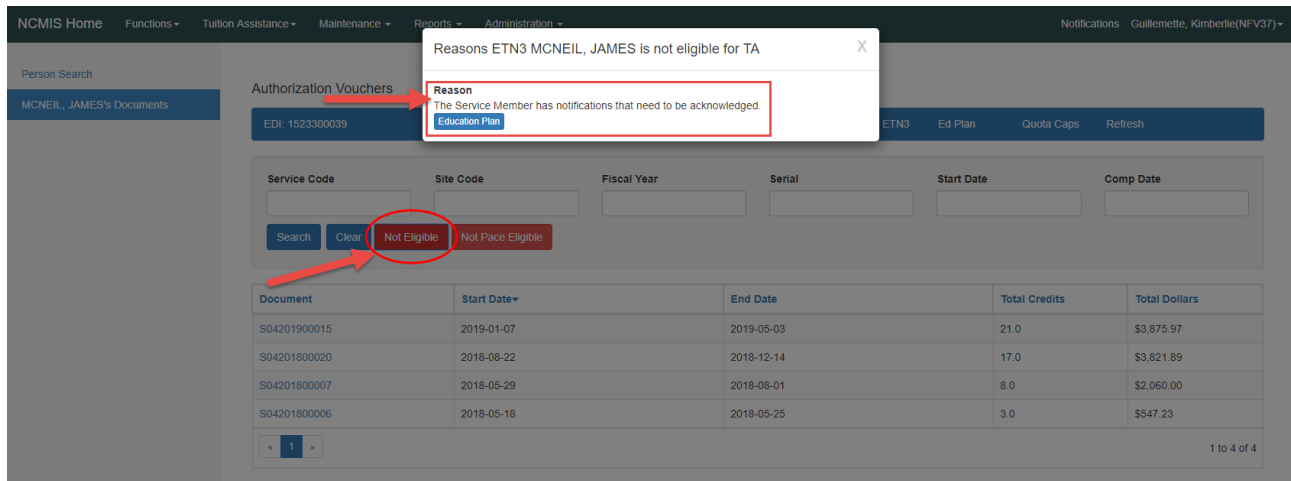 NCMIS Home Functions Tuition Assistance Maintenance Reports Administration Notifications Guillemette, Kimberlie(NFV37)
Reasons ETN3 MCNEIL, JAMES is not eligible for TA X
Reason
The Service Member has notifications that need to be acknowledged.
Education Plan
Person Search
MCNEIL, JAMES's Documents
Authorization Vouchers
EDI: 1523300039 ETN3 Ed Plan Quota Caps Refresh
Service Code Site Code Fiscal Year Serial Start Date Comp Date
Search Clear Not Eligible Not Pace Eligible
Document Start Date End Date Total Credits Total Dollars
S04201900015 2019-01-07 2019-05-03 21.0 $3,875.97
S04201800020 2018-08-22 2018-12-14 17.0 $3,821.89
S04201800007 2018-05-29 2018-08-01 8.0 $2,060.00
S04201800006 2018-05-18 2018-05-25 3.0 $547.23
« 1 » 1 to 4 of 4